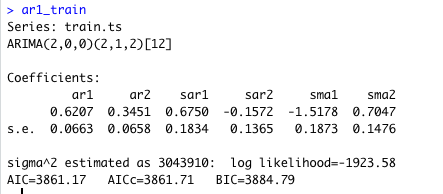 > ar1_train
Series: train.ts
ARIMA(2,0,0)(2,1,2)[12]
Coefficients:
ar1 ar2 sar1 sar2 sma1 sma2
0.6207 0.3451 0.6750 -0.1572 -1.5178 0.7047
s.e. 0.0663 0.0658 0.1834 0.1365 0.1873 0.1476
sigma^2 estimated as 3043910: log likelihood=-1923.58
AIC=3861.17 AICc=3861.71 BIC=3884.79